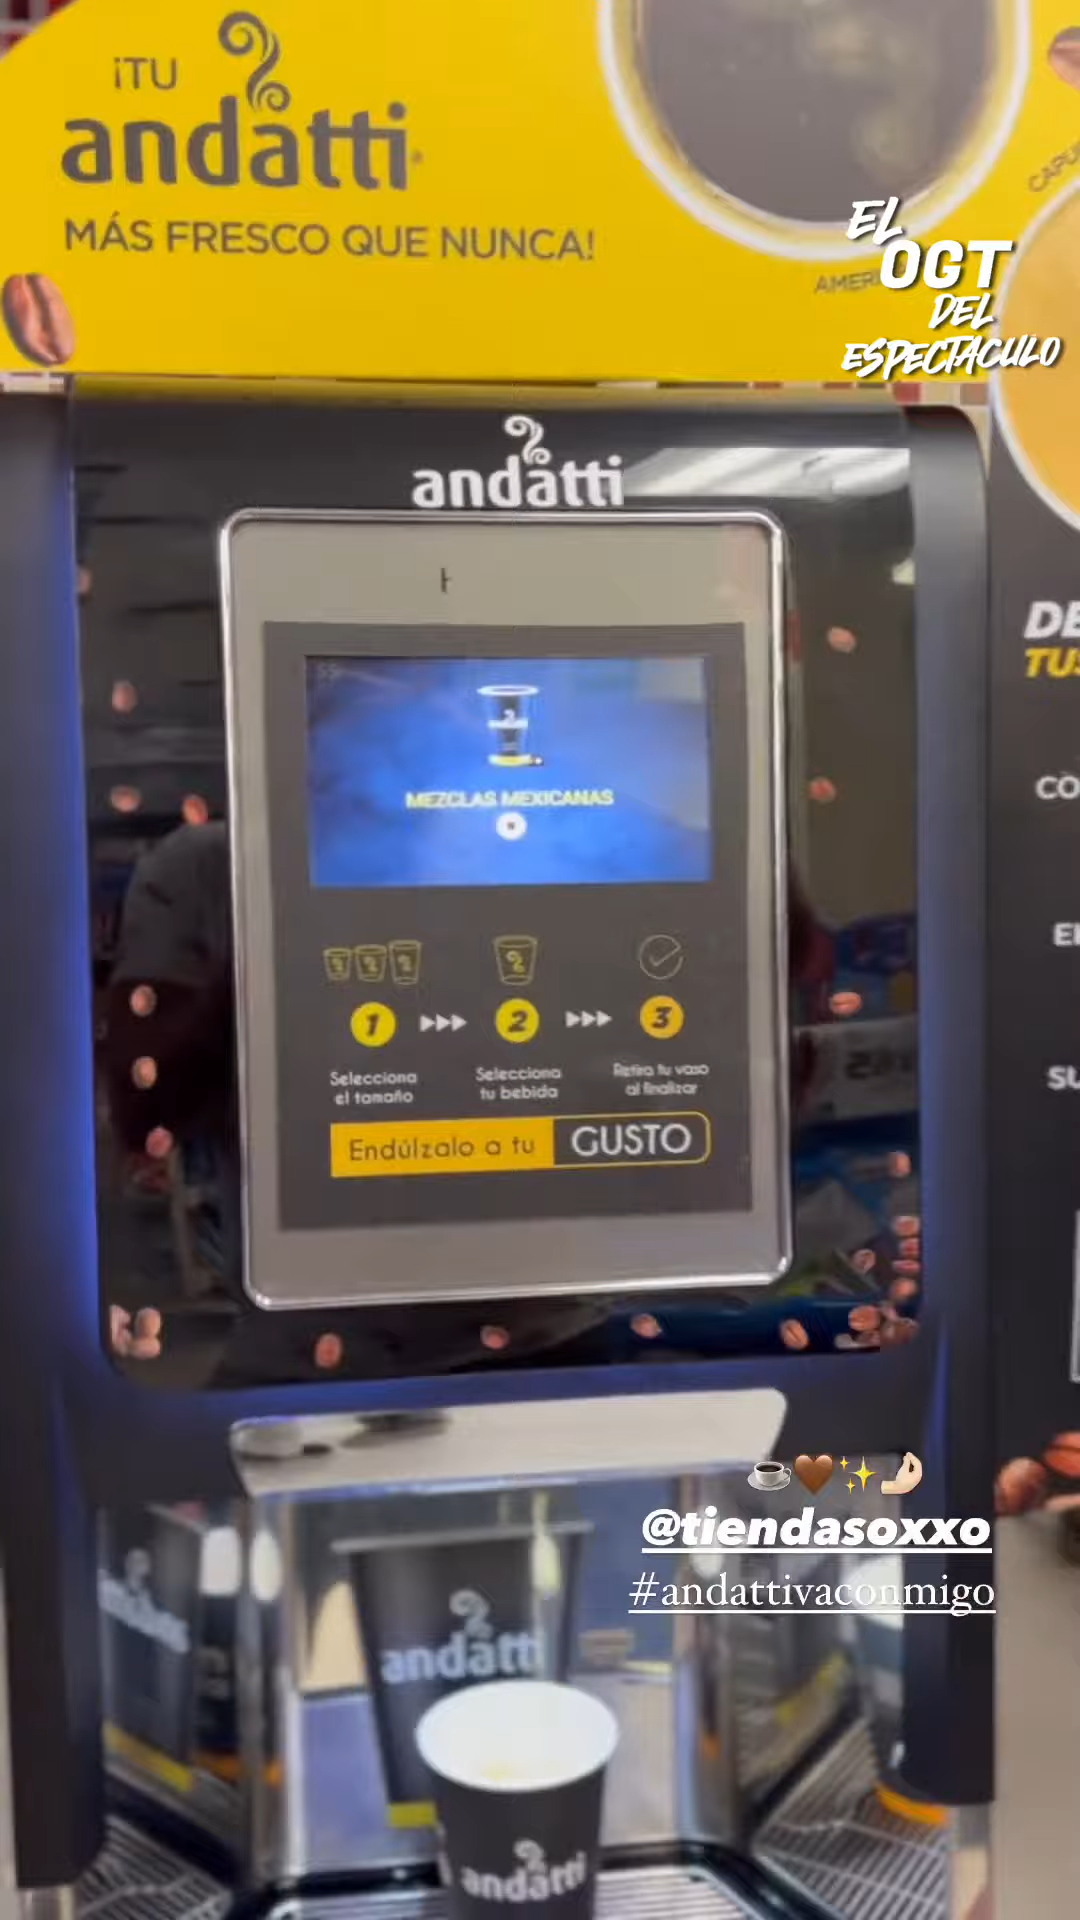 ¡TU
andatti
MÁS FRESCO QUE NUNCA!
EL
OGT
DEL
ESPECTACULO
andatti
MEZCLAS MEXICANAS
1
2
3
Selecciona
el tamaño
Selecciona
tu bebida
Retira tu vaso
al finalizar
Endúlzalo a tu GUSTO
@tiendasoxxo
#andattivaconmigo
andatti
andatti